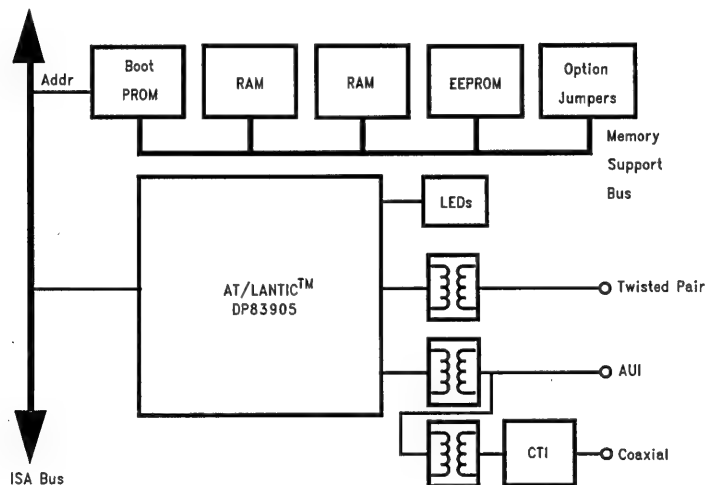 Addr
Boot
PROM
RAM
RAM
EEPROM
Option
Jumpers
Memory
Support
Bus
LEDs
AT/LANTIC™
DP83905
Twisted Pair
AUI
CTI
Coaxial
ISA Bus